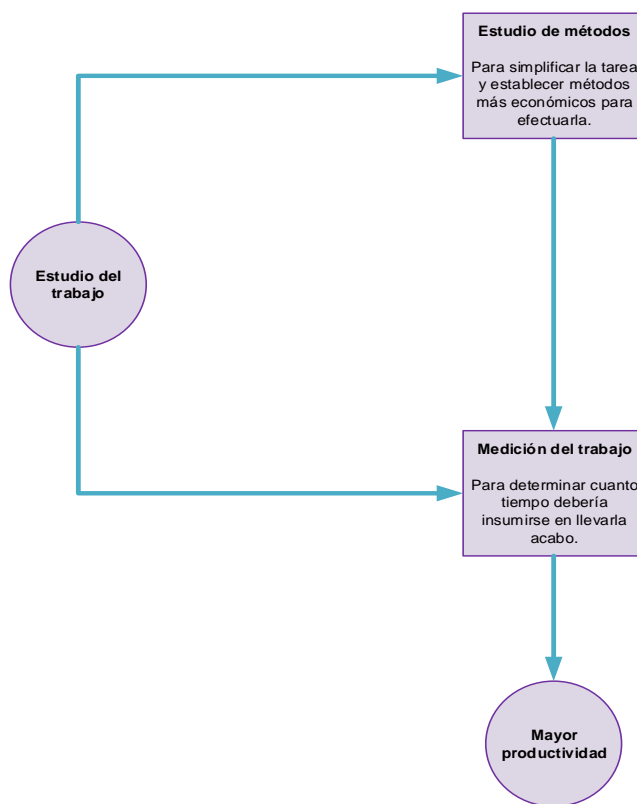 Estudio de métodos
Para simplificar la tarea
y establecer métodos
más económicos para
efectuarla.
Estudio del
trabajo
Medición del trabajo
Para determinar cuanto
tiempo debería
insumirse en llevarla
acabo.
Mayor
productividad